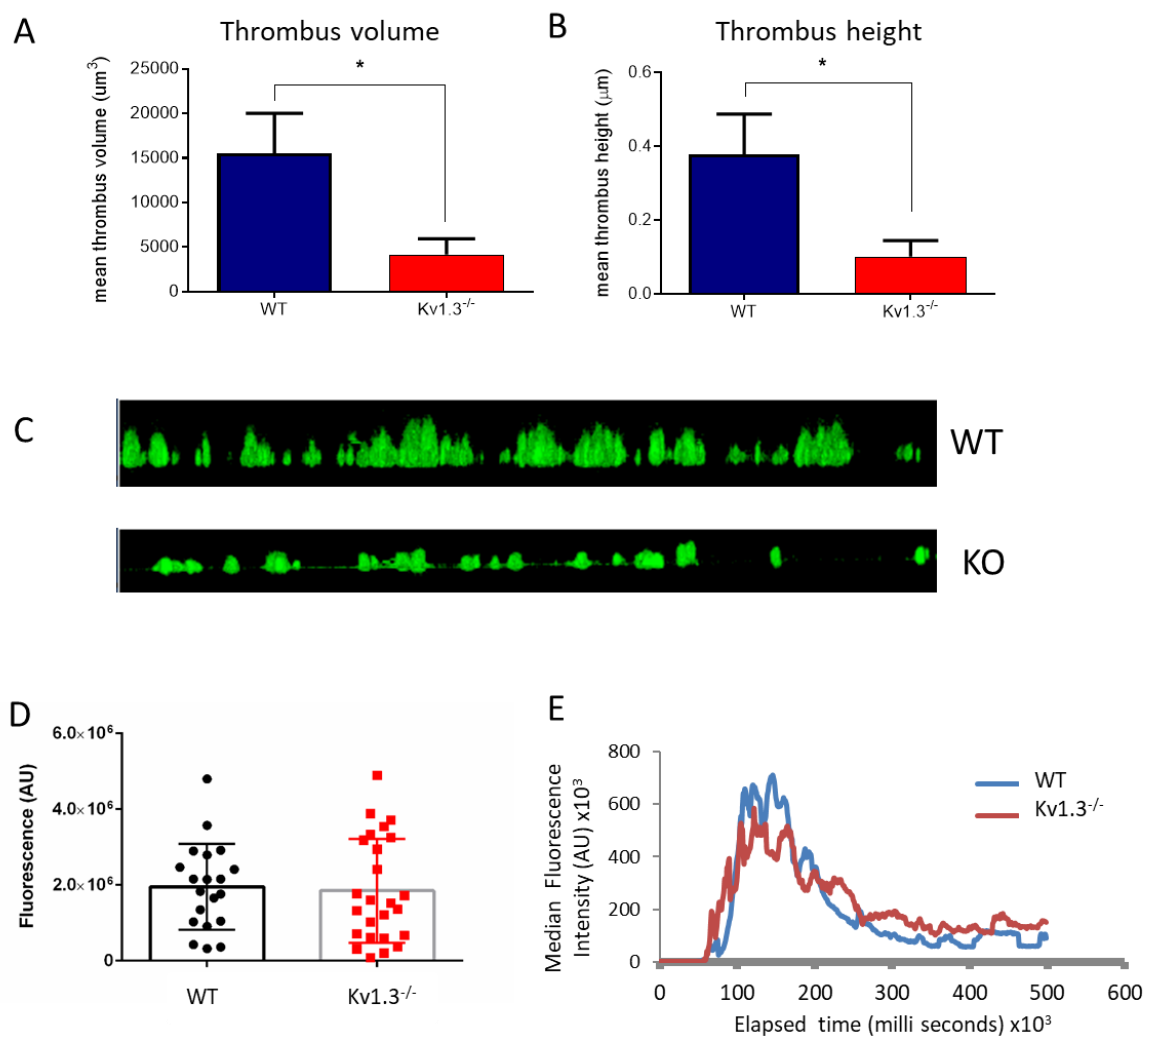 A
Thrombus volume
mean thrombus volume (um³)
25000
20000
15000
10000
5000
0
*
WT
Kv1.3⁻/⁻
B
Thrombus height
mean thrombus height (μm)
0.6
0.4
0.2
0.0
*
WT
Kv1.3⁻/⁻
C
WT
KO
D
Fluorescence (AU)
6.0×10⁶
4.0×10⁶
2.0×10⁶
0
WT
Kv1.3⁻/⁻
E
Median Fluorescence
Intensity (AU) x10³
800
600
400
200
0
WT
Kv1.3⁻/⁻
0 100 200 300 400 500 600
Elapsed time (milli seconds) x10³